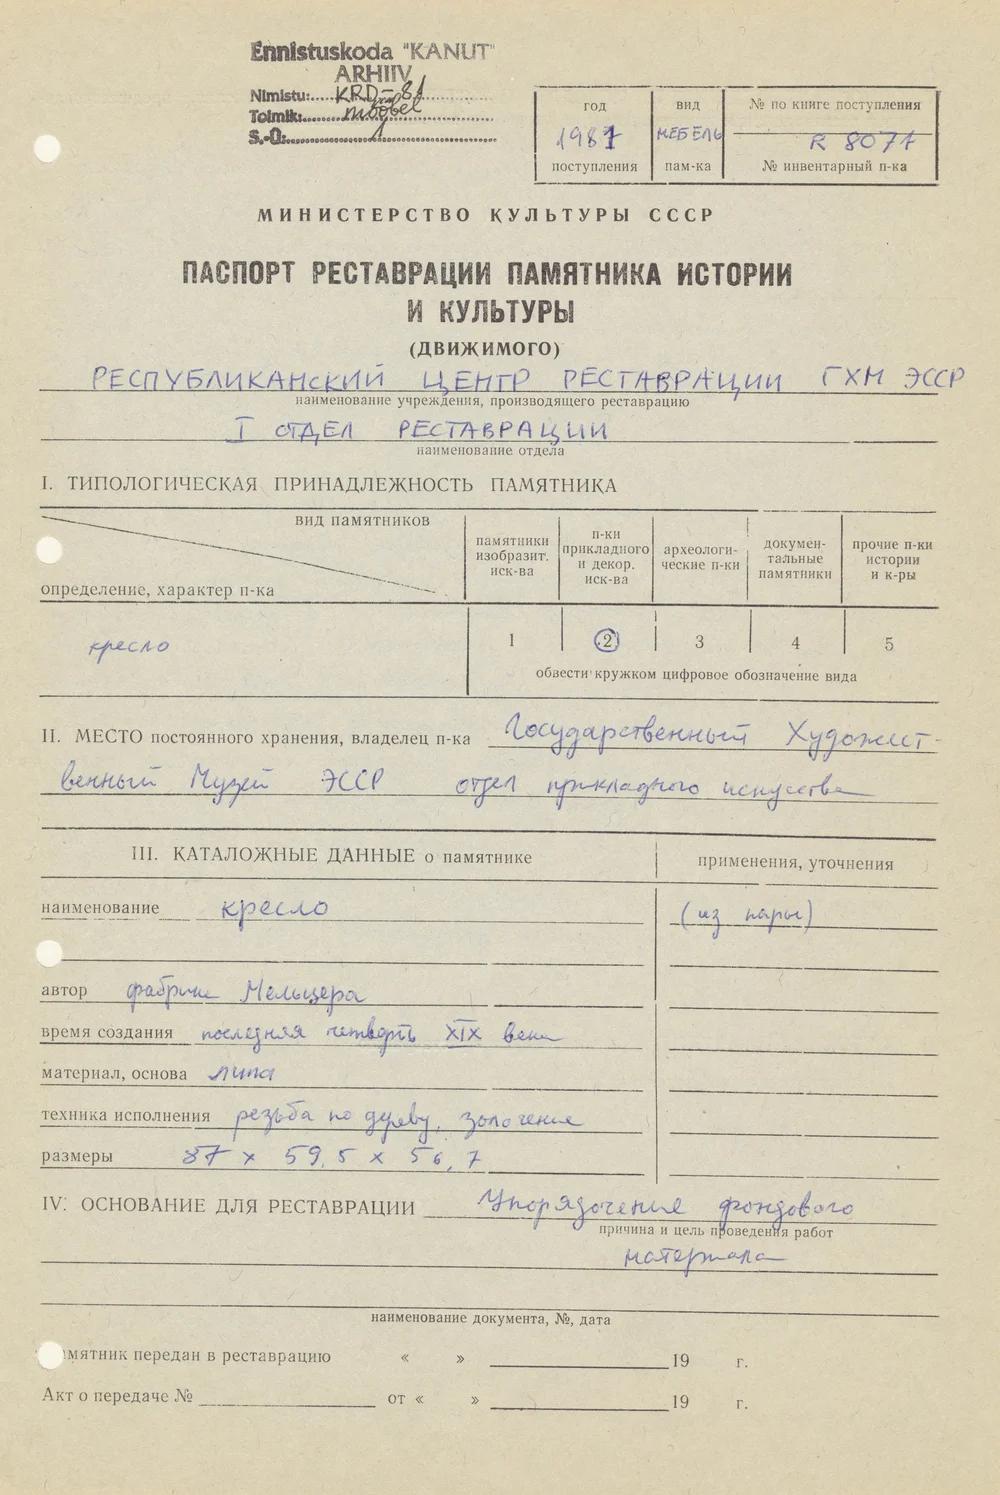 Ennistuskoda "KANUT"
ARHIIV
Nimistu: KRD-81
Toimik: mööbel
S.-Ü: 1
год вид № по книге поступления
1987 МЕБЕЛЬ R 8071
поступления пам-ка № инвентарный п-ка
МИНИСТЕРСТВО КУЛЬТУРЫ СССР
ПАСПОРТ РЕСТАВРАЦИИ ПАМЯТНИКА ИСТОРИИ
И КУЛЬТУРЫ
(ДВИЖИМОГО)
РЕСПУБЛИКАНСКИЙ ЦЕНТР РЕСТАВРАЦИИ ГХМ ЭССР
наименование учреждения, производящего реставрацию
I ОТДЕЛ РЕСТАВРАЦИИ
наименование отдела
I. ТИПОЛОГИЧЕСКАЯ ПРИНАДЛЕЖНОСТЬ ПАМЯТНИКА
вид памятников
определение, характер п-ка
памятники
изобразит.
иск-ва
п-ки
прикладного
и декор.
иск-ва
археологи-
ческие п-ки
докумен-
тальные
памятники
прочие п-ки
истории
и к-ры
кресло 1 2 3 4 5
обвести кружком цифровое обозначение вида
II. МЕСТО постоянного хранения, владелец п-ка Государственный Художест-
венный Музей ЭССР отдел прикладного искусства
III. КАТАЛОЖНЫЕ ДАННЫЕ о памятнике применения, уточнения
наименование кресло (из пары)
автор фабрика Мельцера
время создания последняя четверть XIX века
материал, основа липа
техника исполнения резьба по дереву, золочение
размеры 87 x 59,5 x 56,7
IV. ОСНОВАНИЕ ДЛЯ РЕСТАВРАЦИИ Упорядочение фондового
причина и цель проведения работ
материала
наименование документа, №, дата
мятник передан в реставрацию « » 19 г.
Акт о передаче № от « » 19 г.